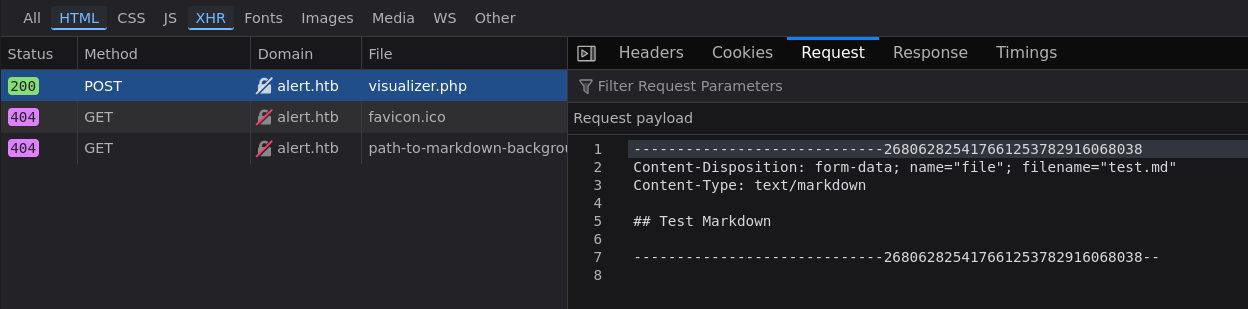 All HTML CSS JS XHR Fonts Images Media WS Other
Status Method Domain File
200 POST alert.htb visualizer.php
404 GET alert.htb favicon.ico
404 GET alert.htb path-to-markdown-backgrou
Headers Cookies Request Response Timings
Filter Request Parameters
Request payload
1 -----------------------------268062825417661253782916068038
2 Content-Disposition: form-data; name="file"; filename="test.md"
3 Content-Type: text/markdown
4
5 ## Test Markdown
6
7 -----------------------------268062825417661253782916068038--
8